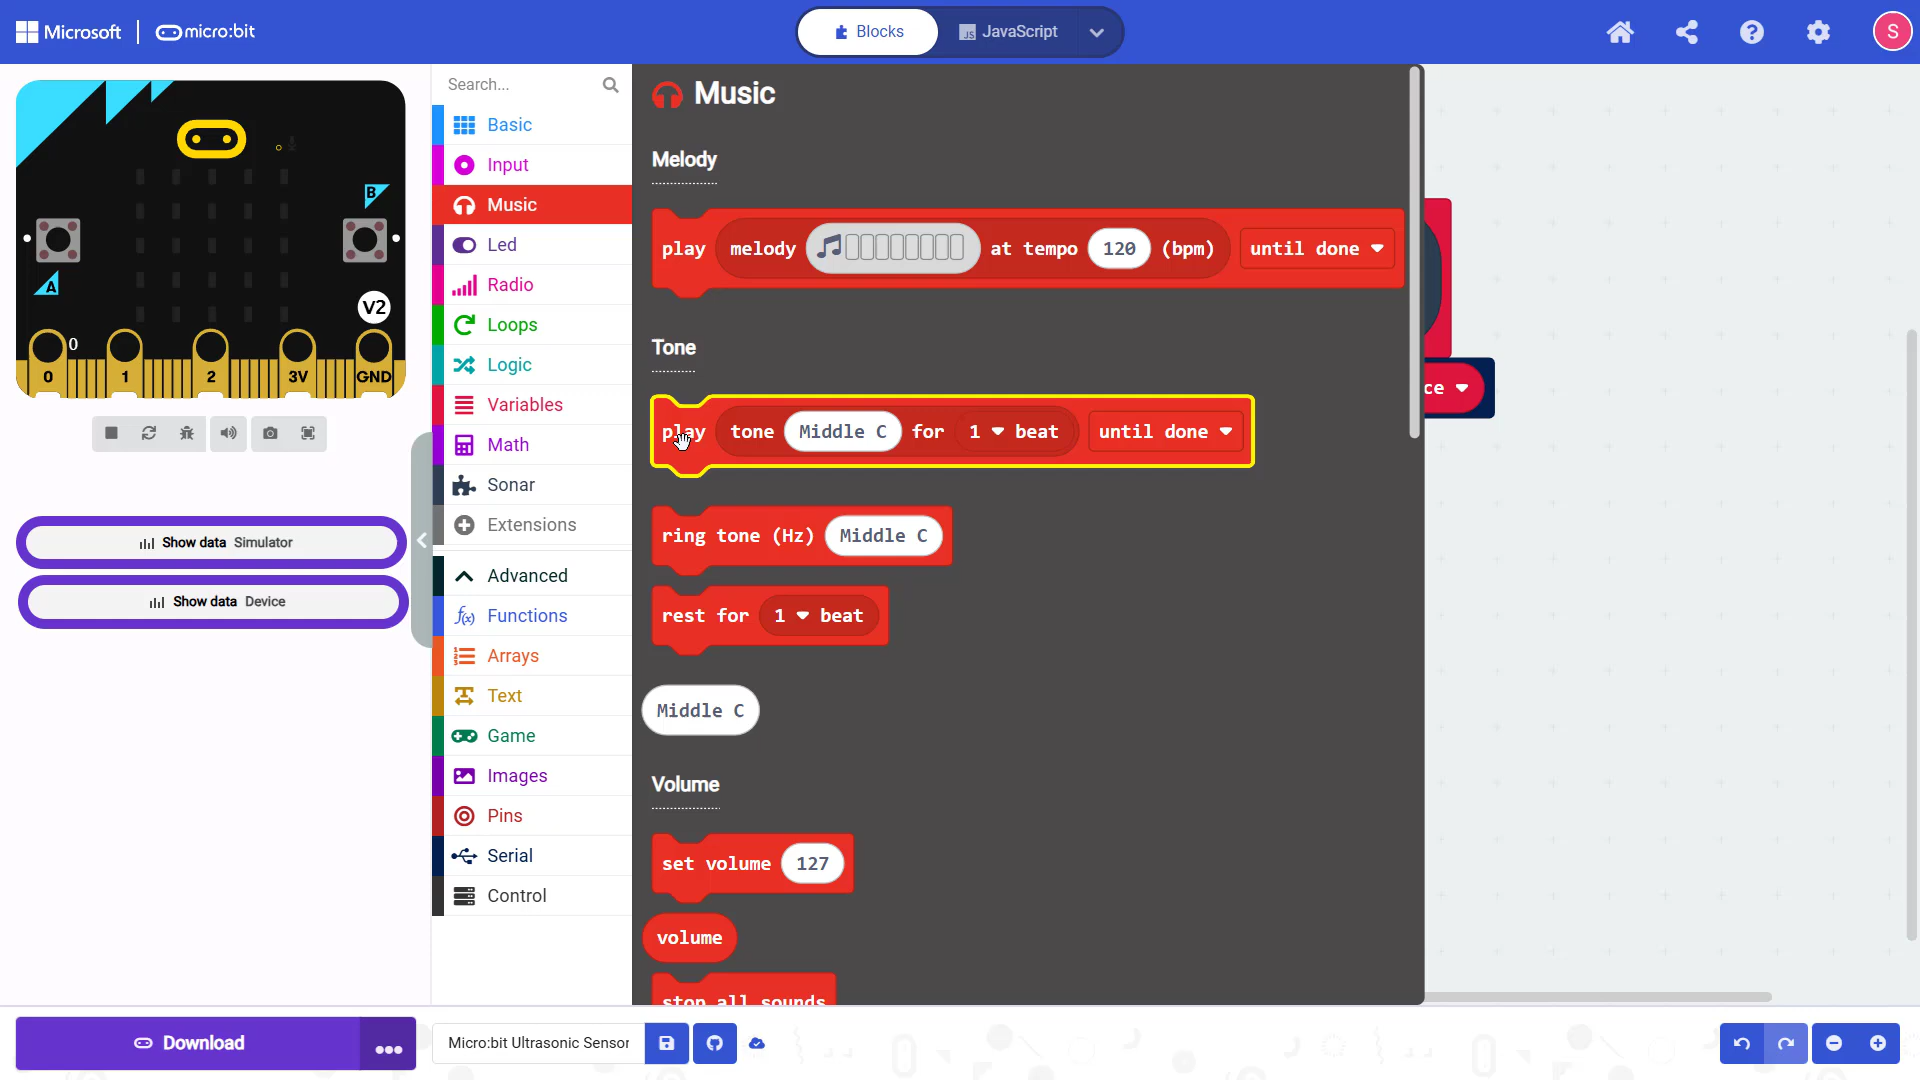 Microsoft
micro:bit
Blocks
JS JavaScript
S
B
A
V2
0
0 1 2 3V GND
Show data Simulator
Show data Device
Search...
Basic
Input
Music
Led
Radio
Loops
Logic
Variables
Math
Sonar
Extensions
Advanced
f(x) Functions
Arrays
Text
Game
Images
Pins
Serial
Control
Music
Melody
play melody at tempo 120 (bpm) until done
Tone
play tone Middle C for 1 beat until done
ring tone (Hz) Middle C
rest for 1 beat
Middle C
Volume
set volume 127
volume
stop all sounds
ce
Download
Micro:bit Ultrasonic Sensor